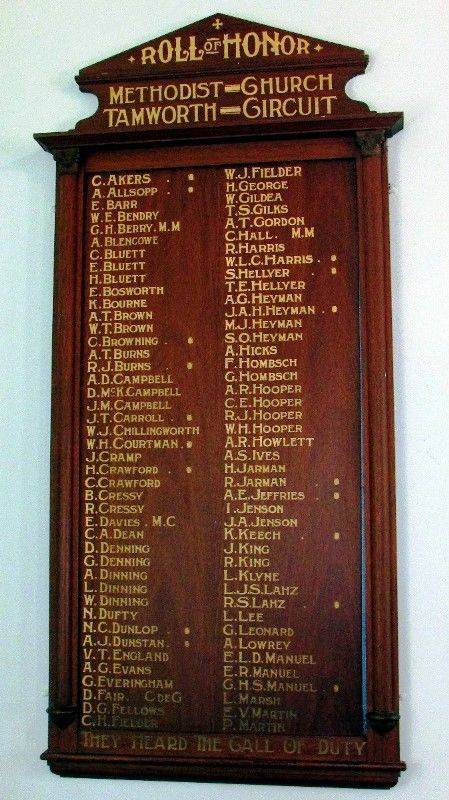 ROLL OF HONOR
METHODIST=CHURCH
TAMWORTH=CIRCUIT
C. AKERS
A. ALLSOPP
E. BARR
W. E. BENDRY
G. H. BERRY. M.M
A. BLENCOWE
C. BLUETT
E. BLUETT
H. BLUETT
E. BOSWORTH
K. BOURNE
A. T. BROWN
W. T. BROWN
C. BROWNING
A. T. BURNS
R. J. BURNS
A. D. CAMPBELL
D. McK. CAMPBELL
J. M. CAMPBELL
J. T. CARROLL
W. J. CHILLINGWORTH
W. H. COURTMAN
J. CRAMP
H. CRAWFORD
C. CRAWFORD
B. CRESSY
R. CRESSY
E. DAVIES. M.C
C. A. DEAN
D. DENNING
G. DENNING
A. DINNING
L. DINNING
W. DINNING
N. DUFTY
N. C. DUNLOP
A. J. DUNSTAN
V. T. ENGLAND
A. G. EVANS
G. EVERINGHAM
D. FAIR. C de G
D. G. FELLOWS
C. H. FIELDER
W. J. FIELDER
H. GEORGE
W. GILDEA
T. S. GILKS
A. T. GORDON
C. HALL. M.M
R. HARRIS
W. L. C. HARRIS
S. HELLYER
T. E. HELLYER
A. G. HEYMAN
J. A. H. HEYMAN
M. J. HEYMAN
S. O. HEYMAN
A. HICKS
F. HOMBSCH
G. HOMBSCH
A. R. HOOPER
C. E. HOOPER
R. J. HOOPER
W. H. HOOPER
A. R. HOWLETT
A. S. IVES
H. JARMAN
R. JARMAN
A. E. JEFFRIES
I. JENSON
J. A. JENSON
K. KEECH
J. KING
R. KING
L. KLYNE
L. J. S. LAHZ
R. S. LAHZ
L. LEE
G. LEONARD
A. LOWREY
E. L. D. MANUEL
E. R. MANUEL
G. H. S. MANUEL
L. MARSH
E. V. MARTIN
P. MARTIN
THEY HEARD THE CALL OF DUTY